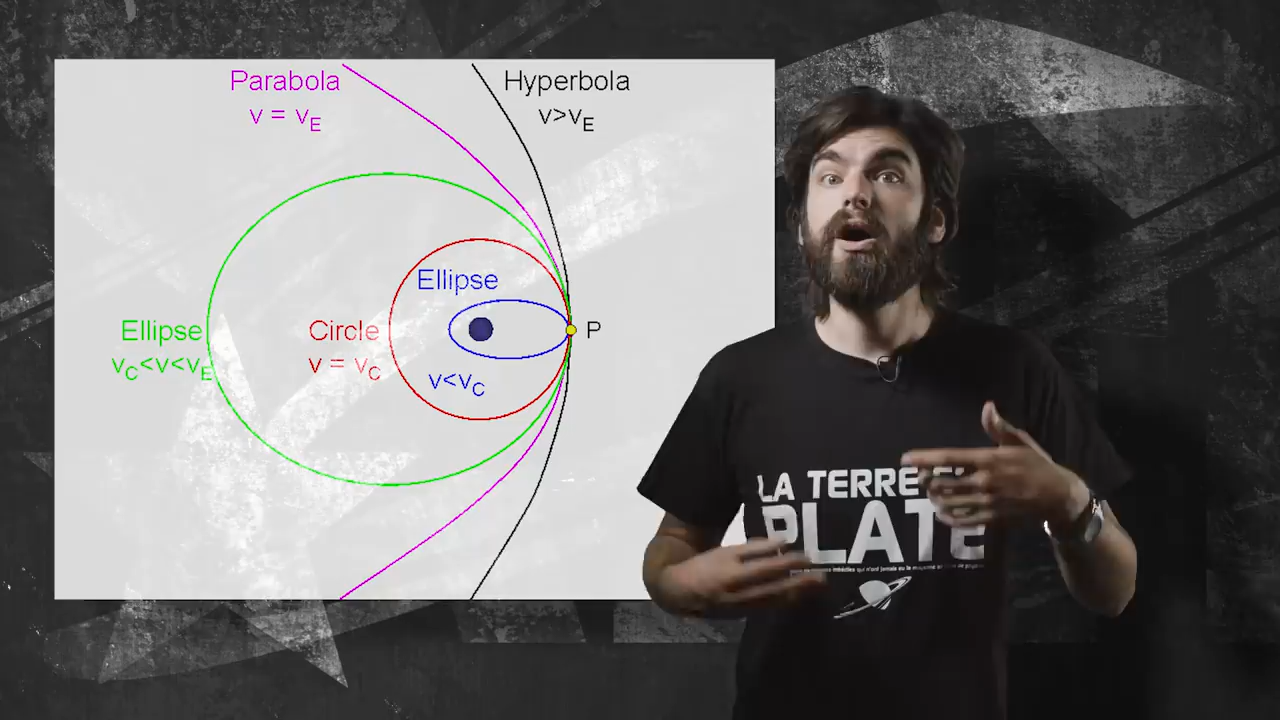 Parabola
v = vE
Hyperbola
v>vE
Ellipse
Ellipse
vC<v<vE
Circle
v = vC
v<vC
P
LA TERRE
PLATE